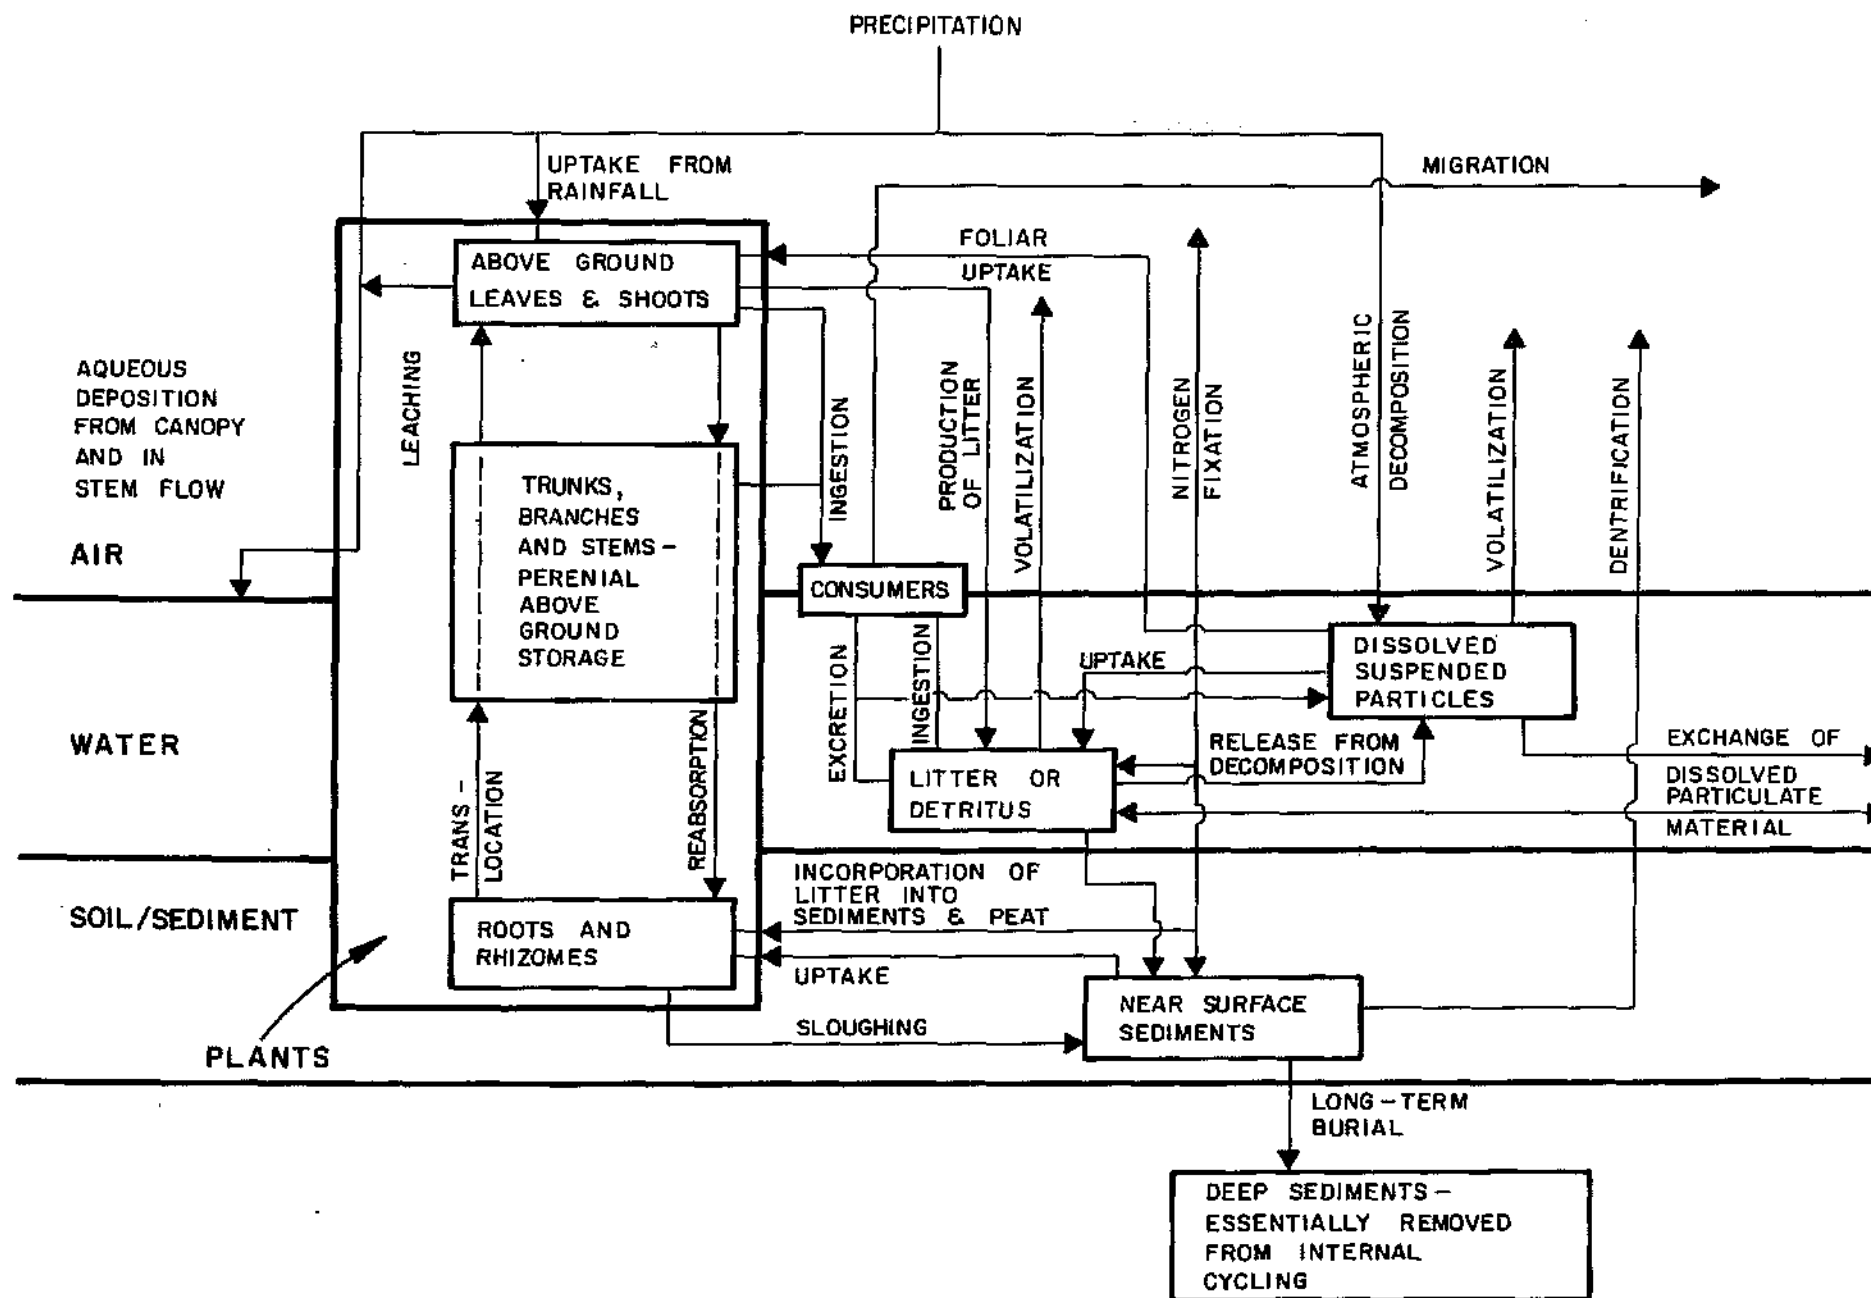 PRECIPITATION
UPTAKE FROM
RAINFALL
MIGRATION
FOLIAR
UPTAKE
ABOVE GROUND
LEAVES & SHOOTS
AQUEOUS
DEPOSITION
FROM CANOPY
AND IN
STEM FLOW
LEACHING
INGESTION
PRODUCTION
OF LITTER
VOLATILIZATION
NITROGEN
FIXATION
ATMOSPHERIC
DECOMPOSITION
VOLATILIZATION
DENTRIFICATION
TRUNKS,
BRANCHES
AND STEMS –
PERENIAL
ABOVE
GROUND
STORAGE
AIR
CONSUMERS
DISSOLVED
SUSPENDED
PARTICLES
UPTAKE
EXCRETION
INGESTION
WATER
RELEASE FROM
DECOMPOSITION
EXCHANGE OF
DISSOLVED
PARTICULATE
MATERIAL
LITTER OR
DETRITUS
TRANS –
LOCATION
REABSORPTION
INCORPORATION OF
LITTER INTO
SEDIMENTS & PEAT
SOIL/SEDIMENT
ROOTS AND
RHIZOMES
UPTAKE
NEAR SURFACE
SEDIMENTS
SLOUGHING
PLANTS
LONG – TERM
BURIAL
DEEP SEDIMENTS –
ESSENTIALLY REMOVED
FROM INTERNAL
CYCLING